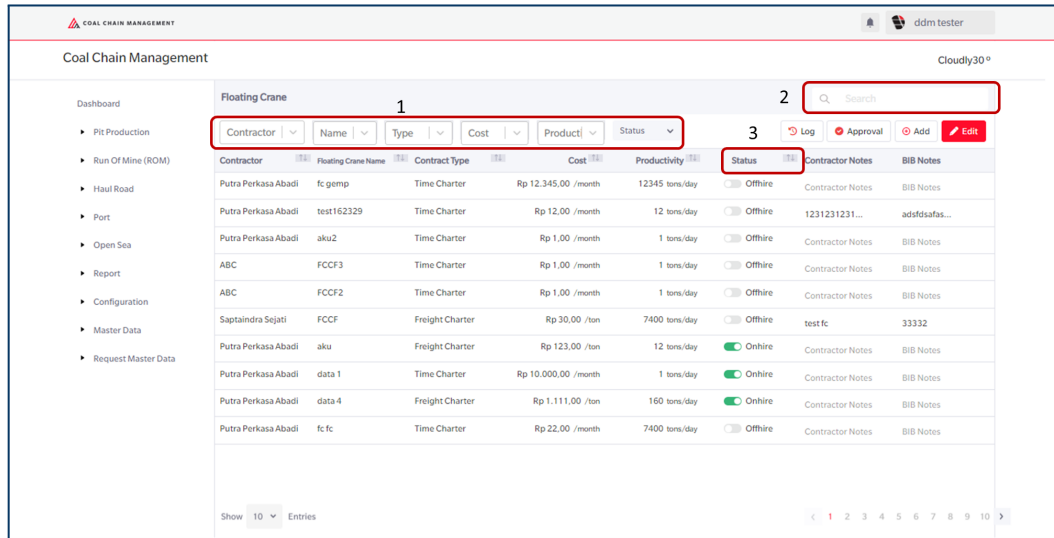 COAL CHAIN MANAGEMENT
ddm tester
Coal Chain Management
Cloudly30 º
Dashboard
Pit Production
Run Of Mine (ROM)
Haul Road
Port
Open Sea
Report
Configuration
Master Data
Request Master Data
Floating Crane
1
2
Search
Contractor Name Type Cost Producti Status
3
Log Approval Add Edit
Contractor Floating Crane Name Contract Type Cost Productivity Status Contractor Notes BIB Notes
Putra Perkasa Abadi fc gemp Time Charter Rp 12.345,00 /month 12345 tons/day Offhire Contractor Notes BIB Notes
Putra Perkasa Abadi test162329 Time Charter Rp 12,00 /month 12 tons/day Offhire 1231231231... adsfdsafas...
Putra Perkasa Abadi aku2 Time Charter Rp 1,00 /month 1 tons/day Offhire Contractor Notes BIB Notes
ABC FCCF3 Time Charter Rp 1,00 /month 1 tons/day Offhire Contractor Notes BIB Notes
ABC FCCF2 Time Charter Rp 1,00 /month 1 tons/day Offhire Contractor Notes BIB Notes
Saptaindra Sejati FCCF Freight Charter Rp 30,00 /ton 7400 tons/day Offhire test fc 33332
Putra Perkasa Abadi aku Freight Charter Rp 123,00 /ton 12 tons/day Onhire Contractor Notes BIB Notes
Putra Perkasa Abadi data 1 Time Charter Rp 10.000,00 /month 1 tons/day Onhire Contractor Notes BIB Notes
Putra Perkasa Abadi data 4 Freight Charter Rp 1.111,00 /ton 160 tons/day Onhire Contractor Notes BIB Notes
Putra Perkasa Abadi fc fc Time Charter Rp 22,00 /month 7400 tons/day Offhire Contractor Notes BIB Notes
Show 10 Entries
1 2 3 4 5 6 7 8 9 10